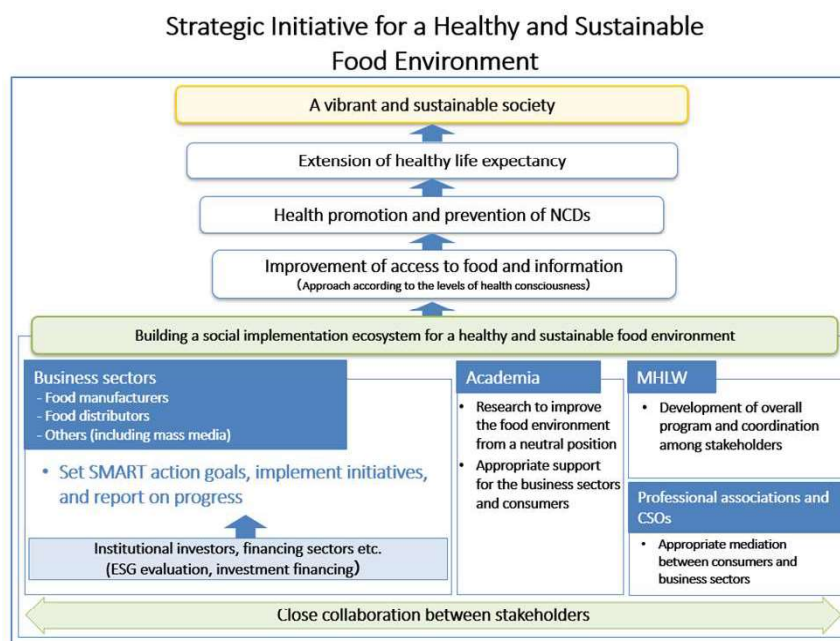 Strategic Initiative for a Healthy and Sustainable
Food Environment
A vibrant and sustainable society
Extension of healthy life expectancy
Health promotion and prevention of NCDs
Improvement of access to food and information
(Approach according to the levels of health consciousness)
Building a social implementation ecosystem for a healthy and sustainable food environment
Business sectors
- Food manufacturers
- Food distributors
- Others (including mass media)
• Set SMART action goals, implement initiatives,
and report on progress
Institutional investors, financing sectors etc.
(ESG evaluation, investment financing)
Academia
• Research to improve
the food environment
from a neutral position
• Appropriate support
for the business sectors
and consumers
MHLW
• Development of overall
program and coordination
among stakeholders
Professional associations and
CSOs
• Appropriate mediation
between consumers and
business sectors
Close collaboration between stakeholders